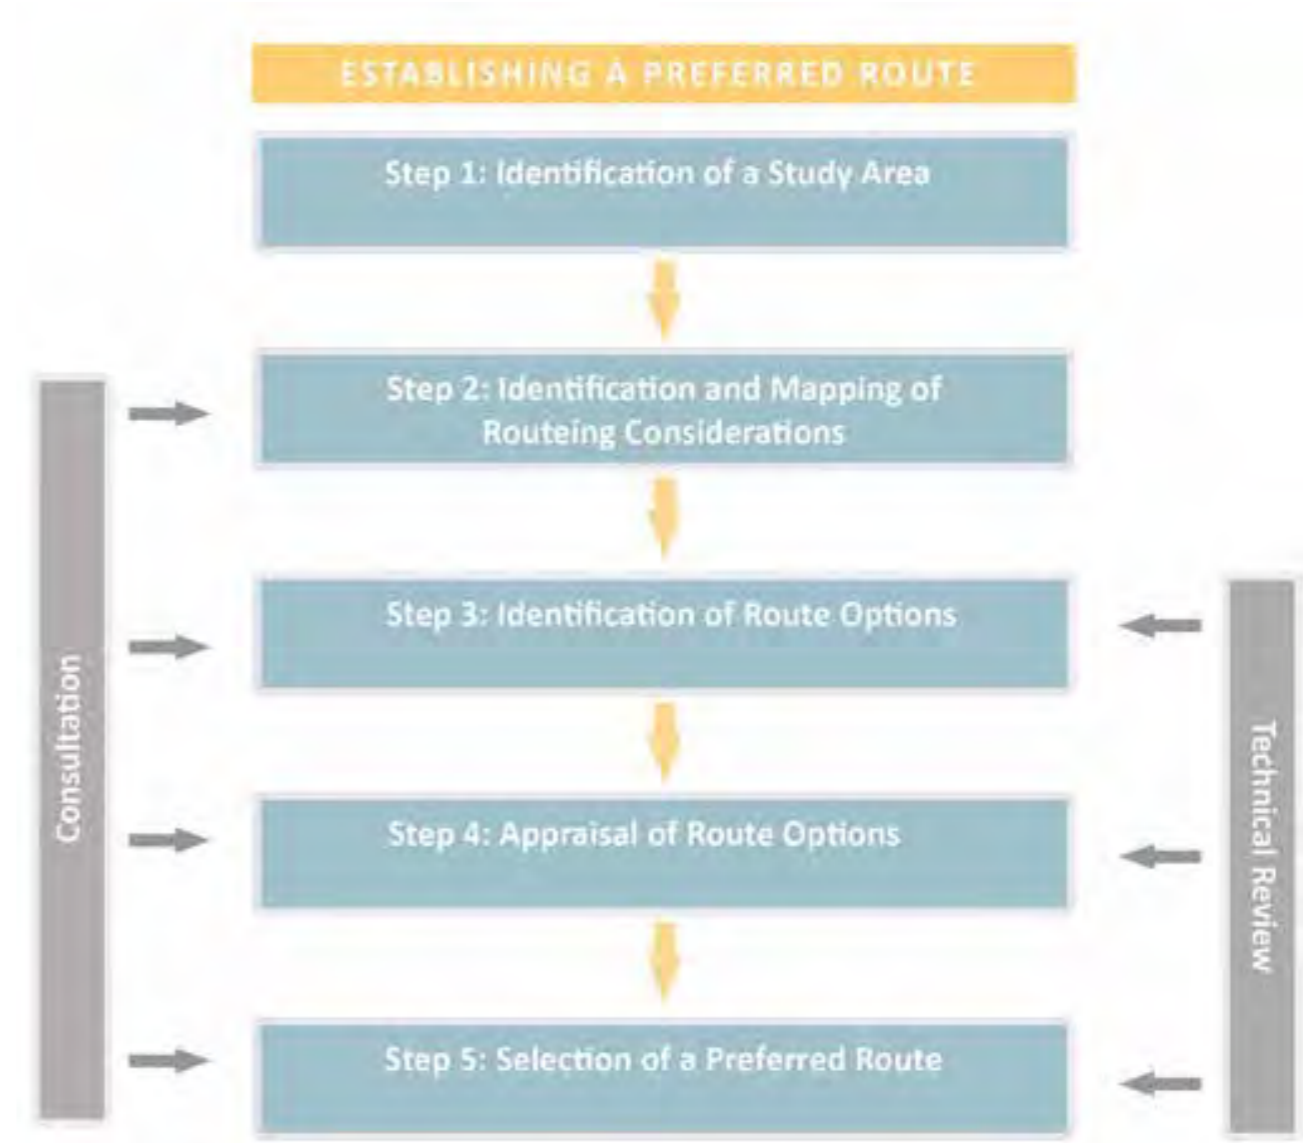 ESTABLISHING A PREFERRED ROUTE
Step 1: Identification of a Study Area
Step 2: Identification and Mapping of
Routeing Considerations
Step 3: Identification of Route Options
Step 4: Appraisal of Route Options
Step 5: Selection of a Preferred Route
Consultation
Technical Review